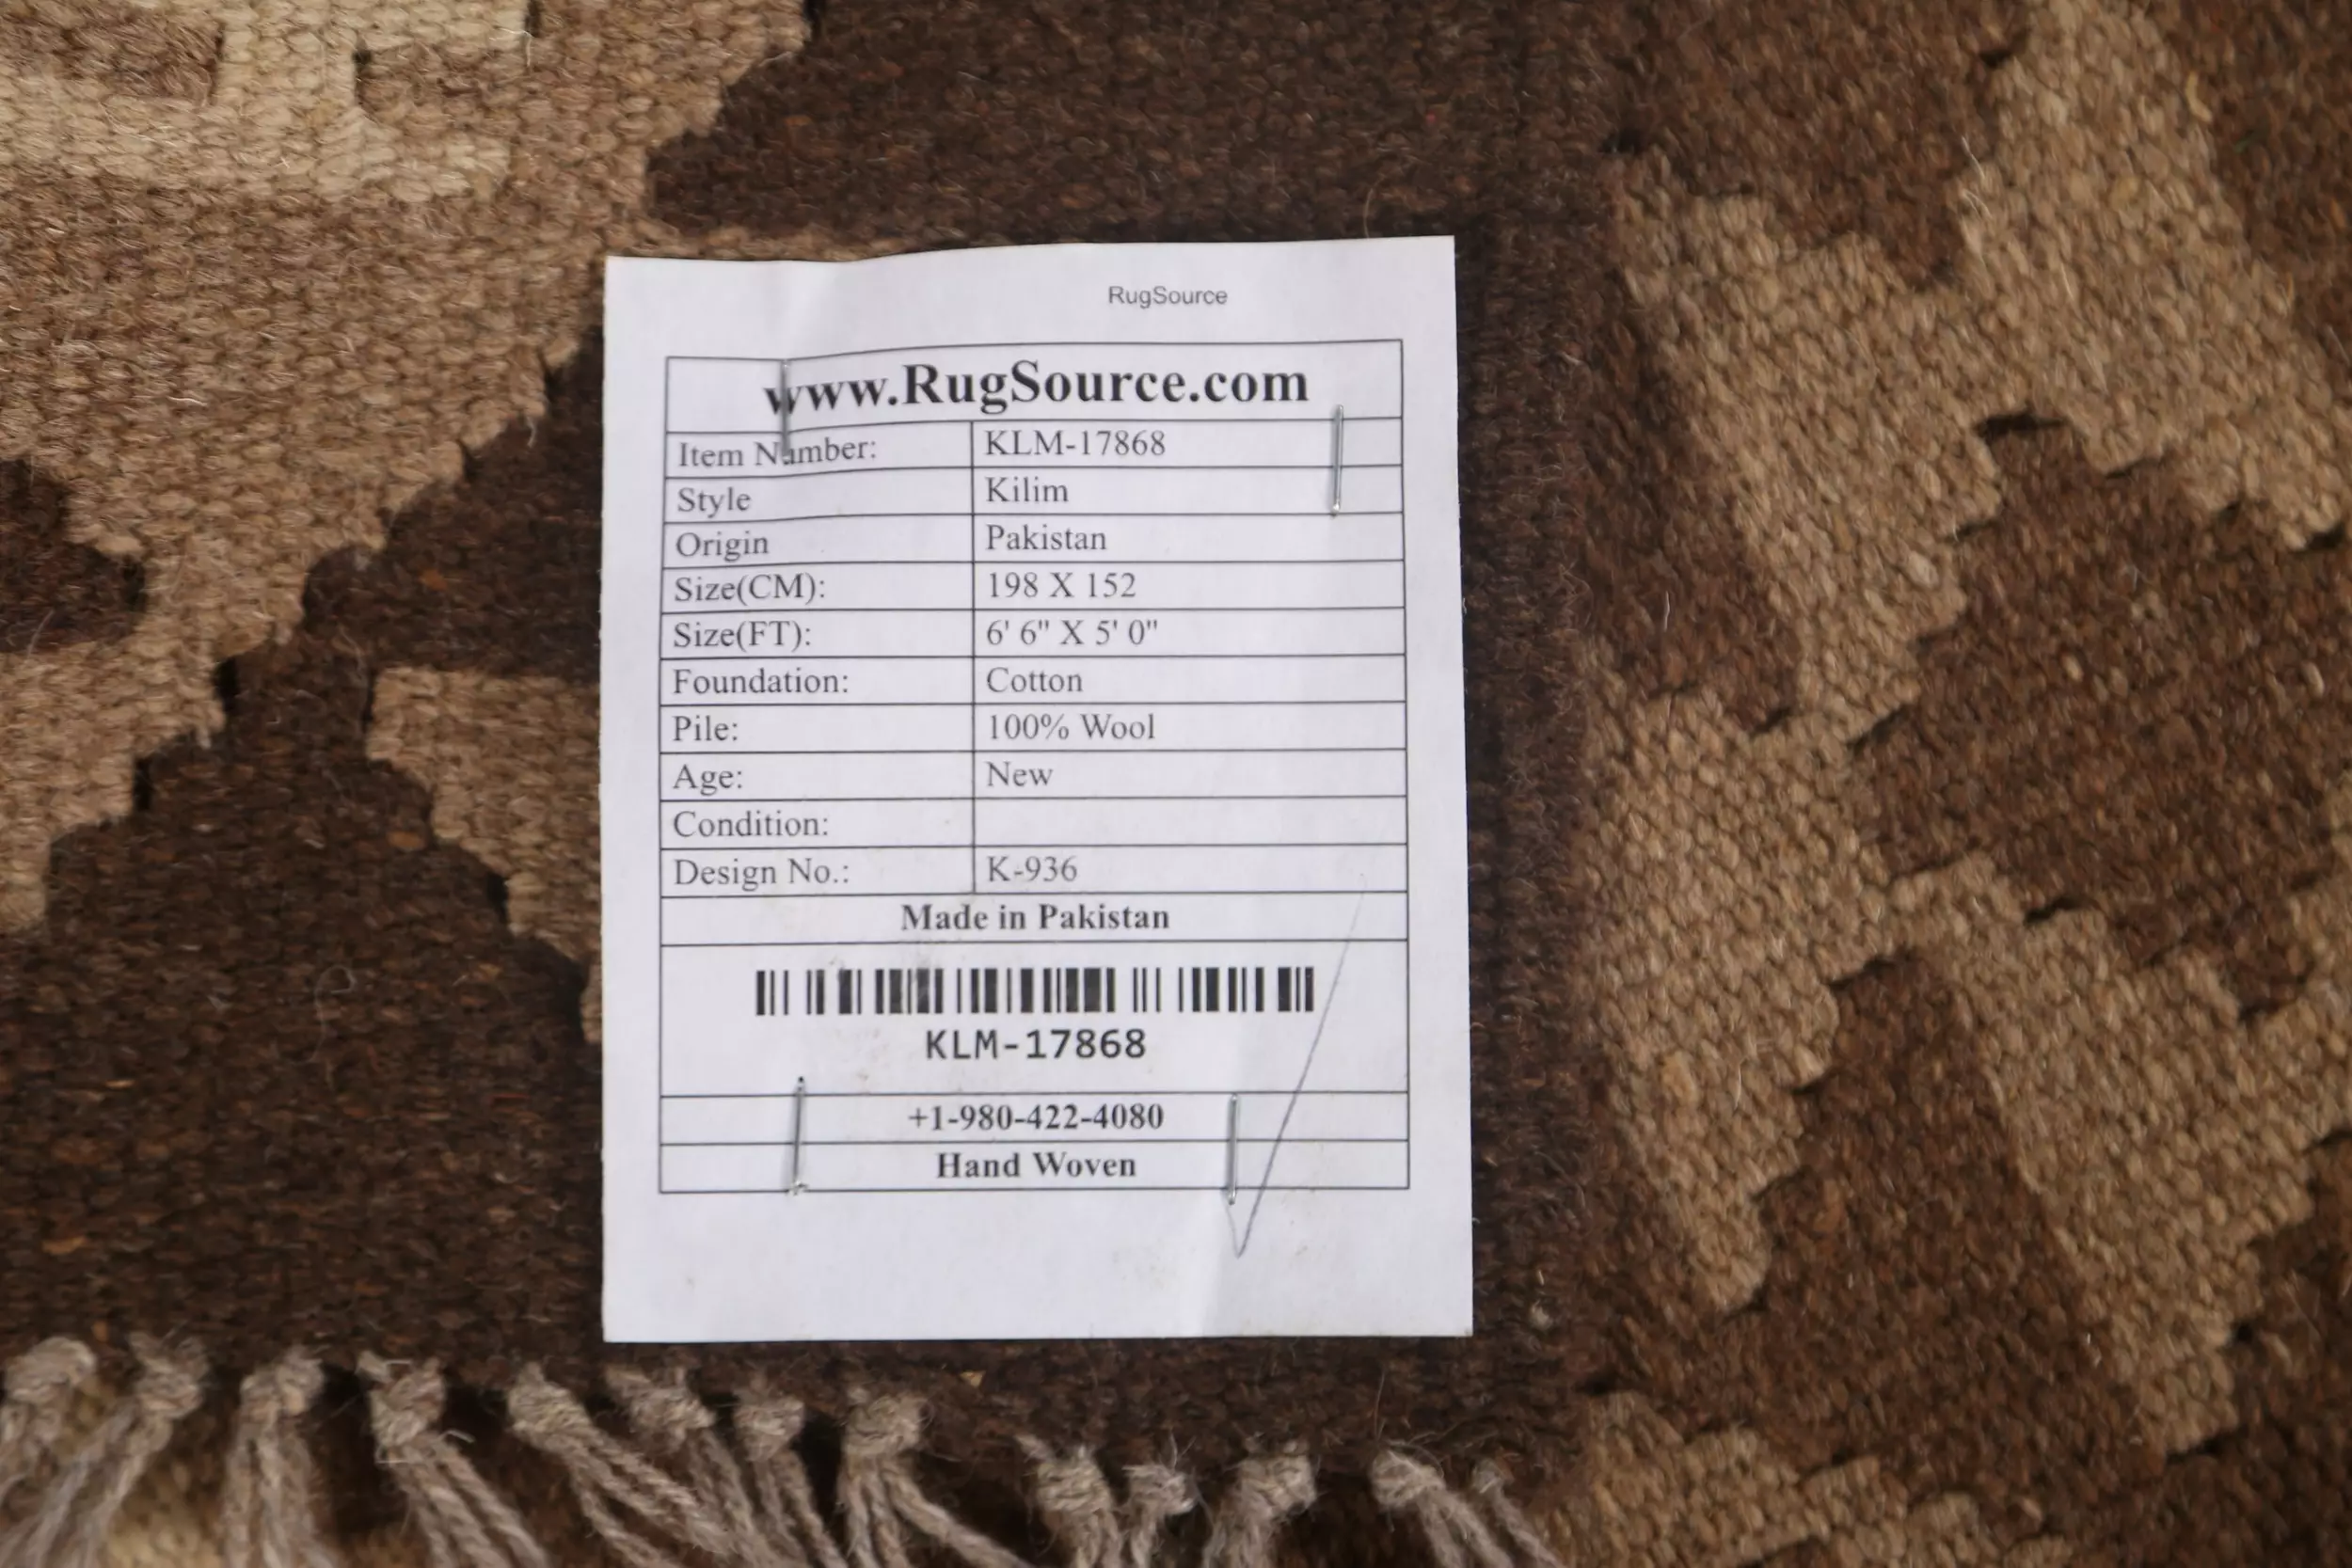 RugSource
www.RugSource.com
Item Number: KLM-17868
Style Kilim
Origin Pakistan
Size(CM): 198 X 152
Size(FT): 6' 6" X 5' 0"
Foundation: Cotton
Pile: 100% Wool
Age: New
Condition:
Design No.: K-936
Made in Pakistan
KLM-17868
+1-980-422-4080
Hand Woven